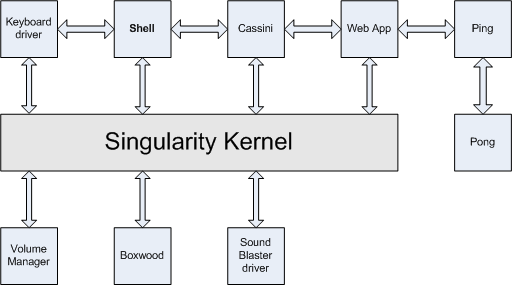 Keyboard
driver
Shell
Cassini
Web App
Ping
Singularity Kernel
Pong
Volume
Manager
Boxwood
Sound
Blaster
driver